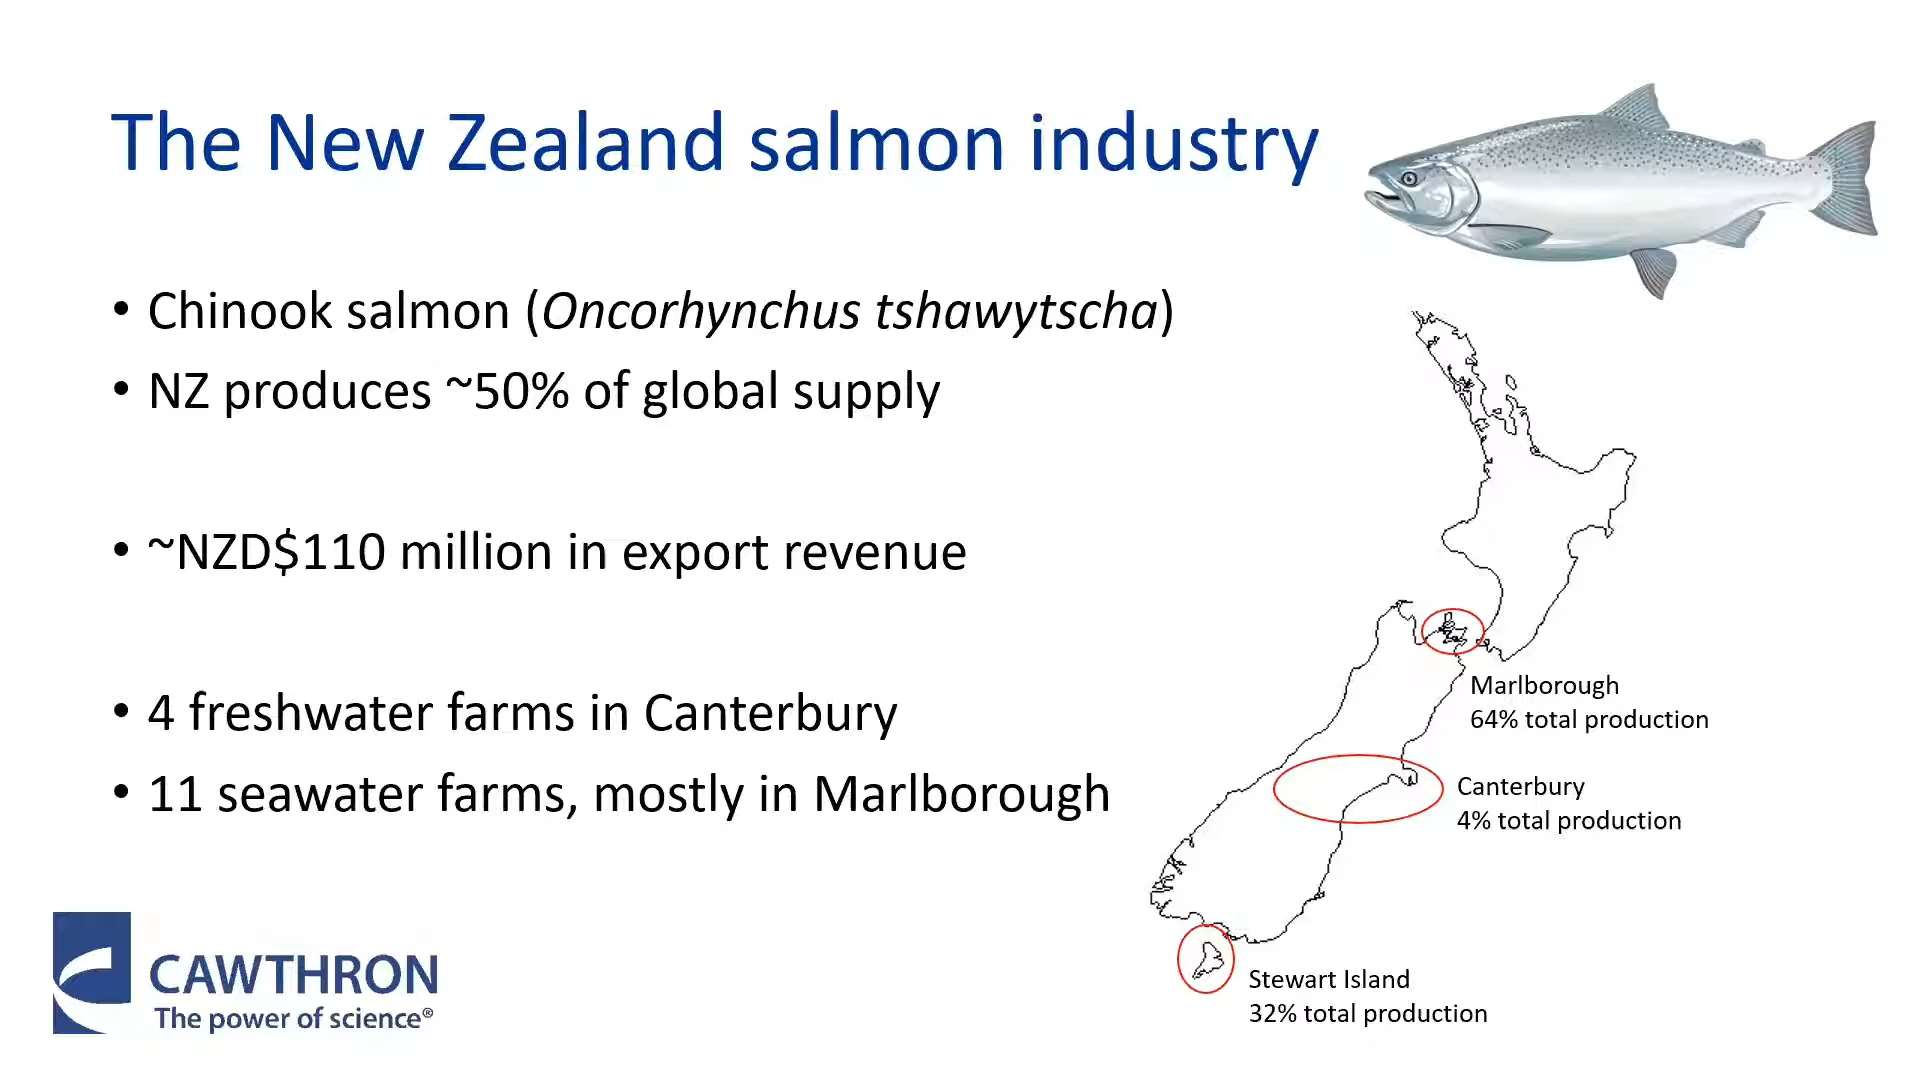 The New Zealand salmon industry
• Chinook salmon (Oncorhynchus tshawytscha)
• NZ produces ~50% of global supply
• ~NZD$110 million in export revenue
• 4 freshwater farms in Canterbury
• 11 seawater farms, mostly in Marlborough
Marlborough
64% total production
Canterbury
4% total production
Stewart Island
32% total production
CAWTHRON
The power of science®